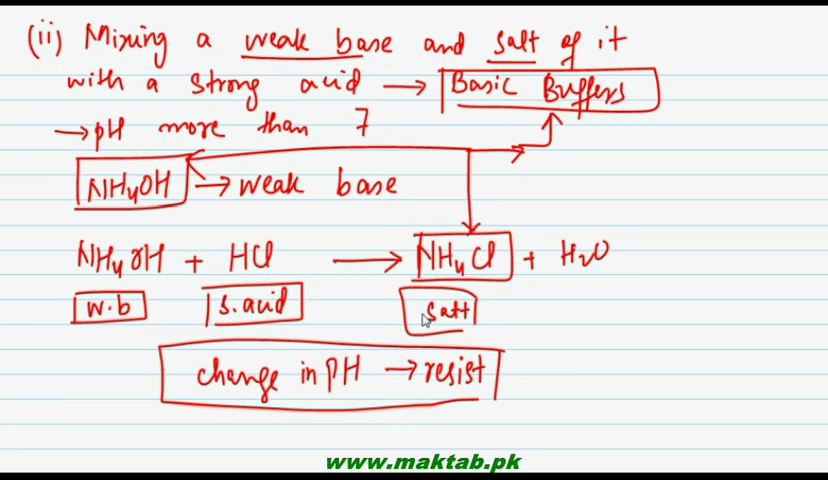 (ii) Mixing a weak base and salt of it
with a strong acid → Basic Buffers
→ pH more than 7
NH4OH → weak base
NH4OH + HCl → NH4Cl + H2O
w.b s.acid Salt
change in pH → resist
www.maktab.pk